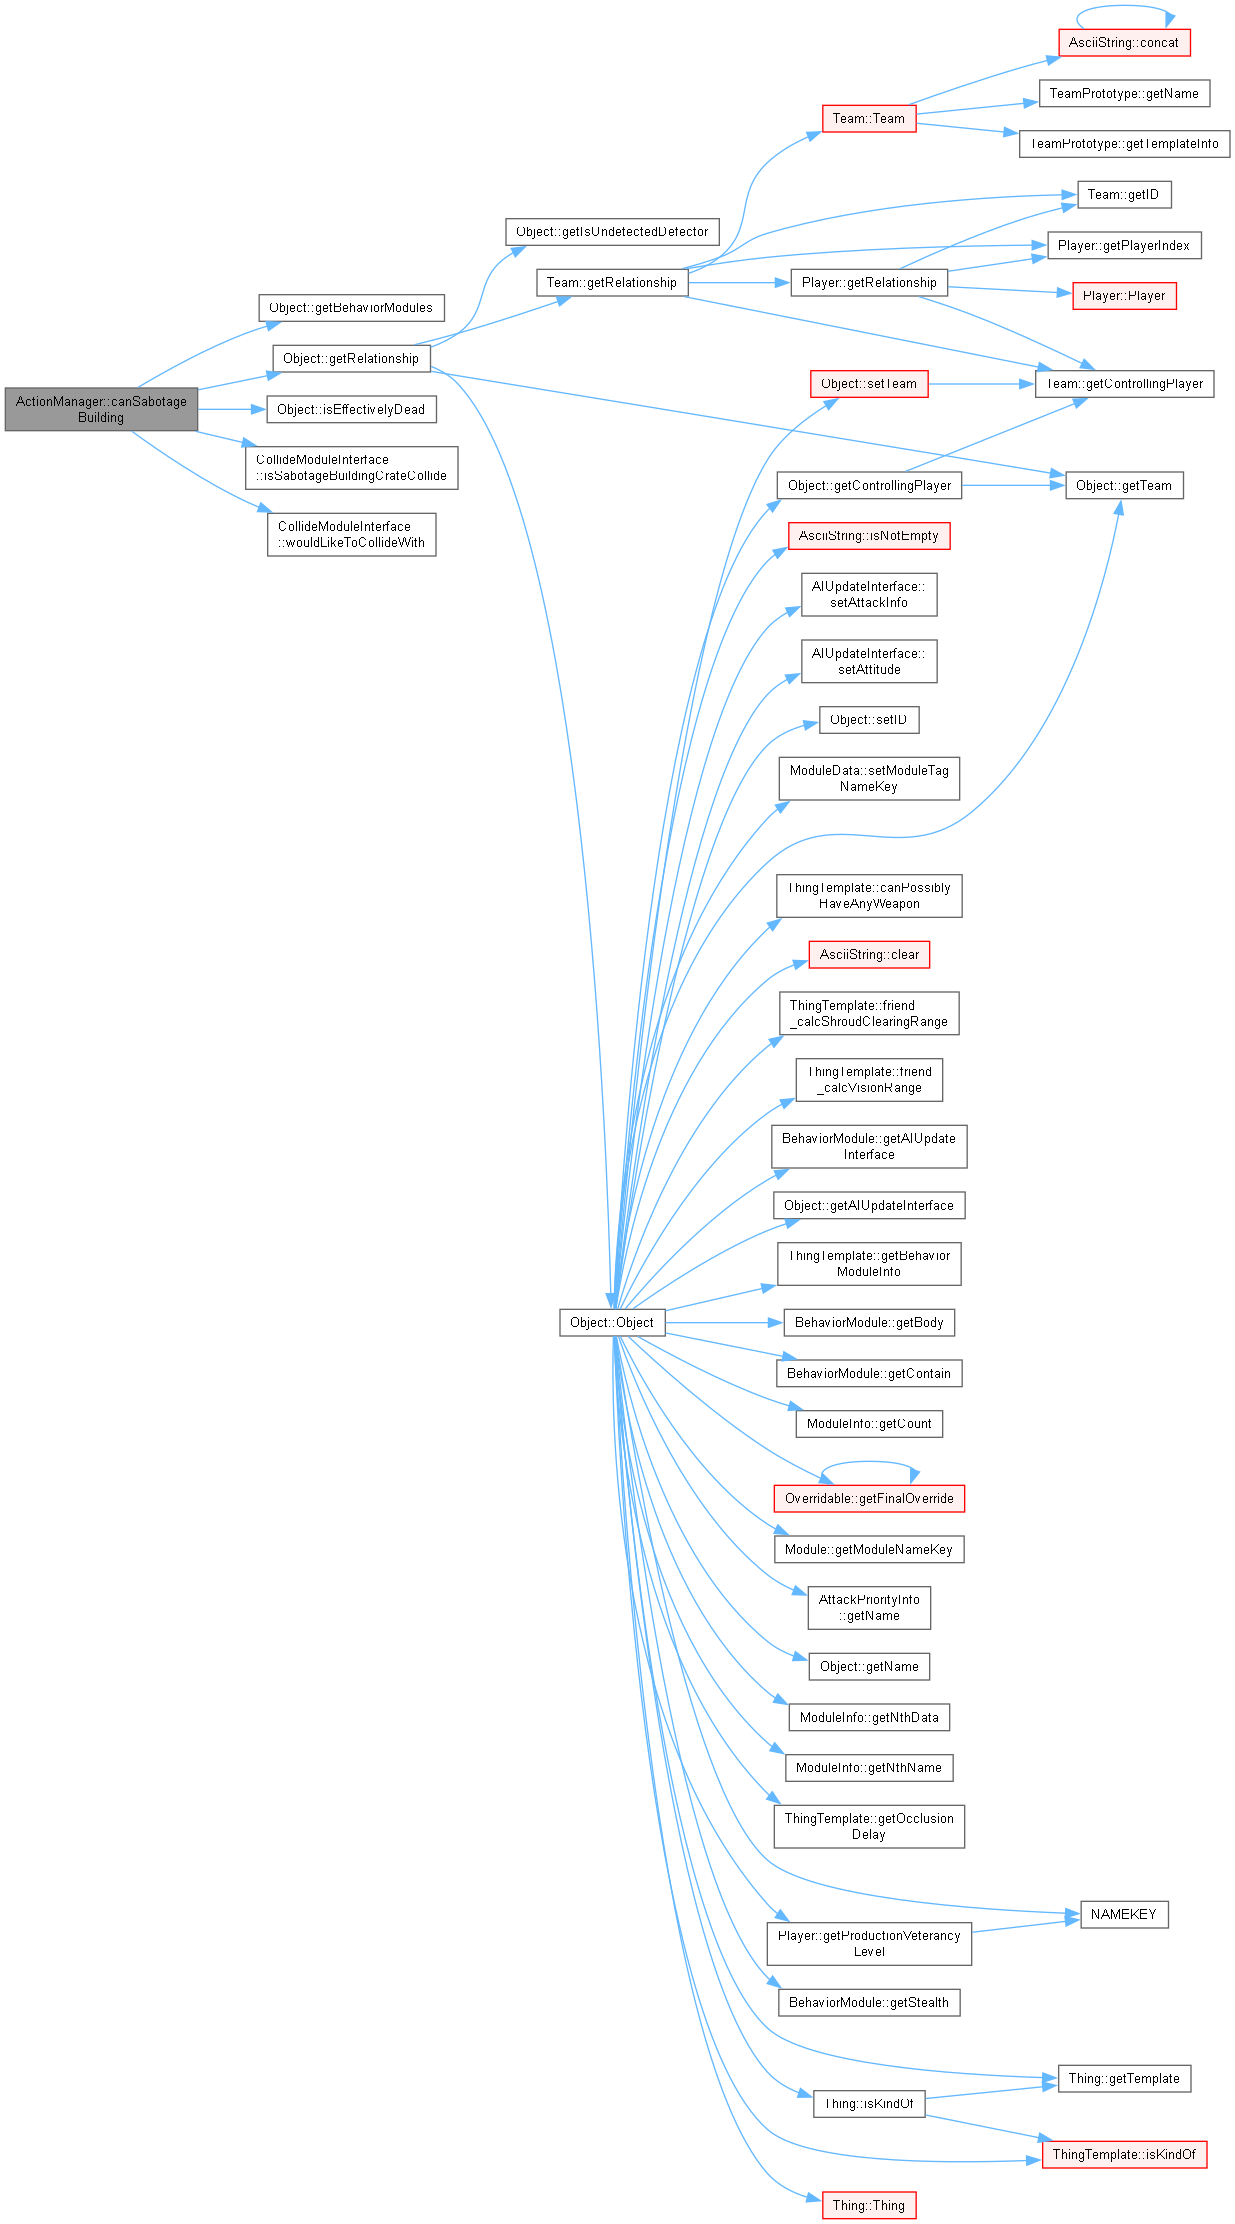 AsciiString::concat
TeamPrototype::getName
Team::Team
TeamPrototype::getTemplateInfo
Team::getID
Object::getIsUndetectedDefector
Player::getPlayerIndex
Team::getRelationship
Player::getRelationship
Player::Player
Object::getBehaviorModules
Object::getRelationship
Object::setTeam
Team::getControllingPlayer
ActionManager::canSabotage
Building
Object::isEffectivelyDead
CollideModuleInterface
::isSabotageBuildingCrateCollide
Object::getControllingPlayer
Object::getTeam
CollideModuleInterface
::wouldLikeToCollideWith
AsciiString::isNotEmpty
AIUpdateInterface::
setAttackInfo
AIUpdateInterface::
setAttitude
Object::setID
ModuleData::setModuleTag
NameKey
ThingTemplate::canPossibly
HaveAnyWeapon
AsciiString::clear
ThingTemplate::friend
_calcShroudClearingRange
ThingTemplate::friend
_calcVisionRange
BehaviorModule::getAIUpdate
Interface
Object::getAIUpdateInterface
ThingTemplate::getBehavior
ModuleInfo
Object::Object
BehaviorModule::getBody
BehaviorModule::getContain
ModuleInfo::getCount
Overridable::getFinalOverride
Module::getModuleNameKey
AttackPriorityInfo
::getName
Object::getName
ModuleInfo::getNthData
ModuleInfo::getNthName
ThingTemplate::getOcclusion
Delay
NAMEKEY
Player::getProductionVeterancy
Level
BehaviorModule::getStealth
Thing::getTemplate
Thing::isKindOf
ThingTemplate::isKindOf
Thing::Thing